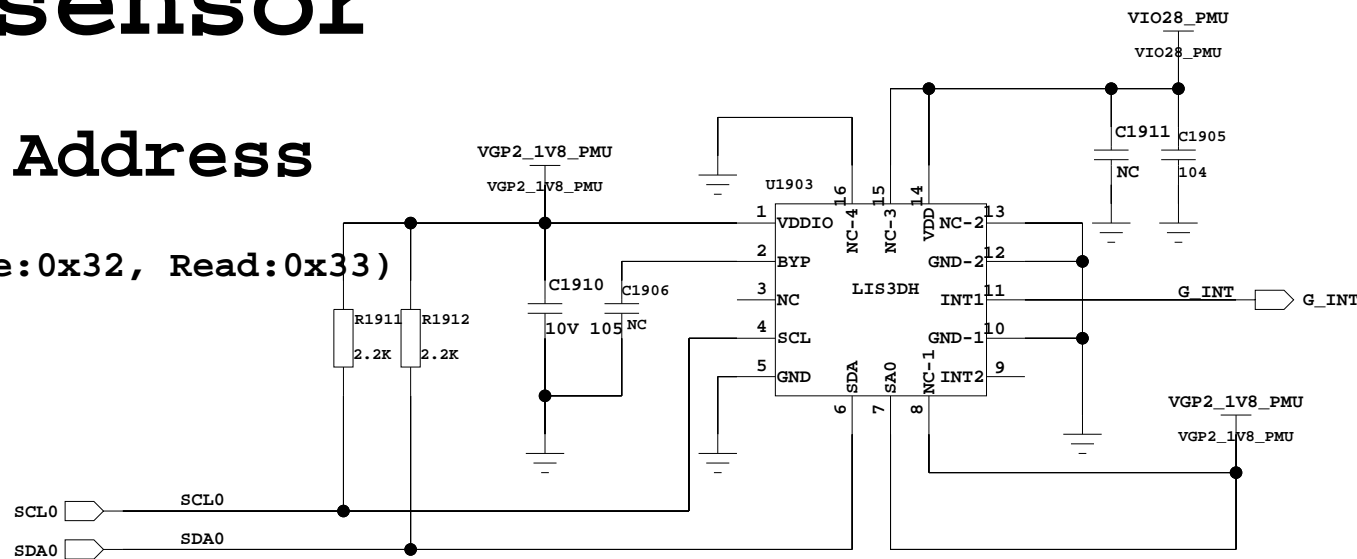 sensor
VIO28_PMU
VIO28_PMU
Address
VGP2_1V8_PMU
VGP2_1V8_PMU
C1911
NC
C1905
104
U1903
16
15
14
NC-4
NC-3
VDD
1
VDDIO
NC-2
13
e:0x32, Read:0x33)
2
BYP
GND-2
12
C1910
10V 105
C1906
NC
3
NC
LIS3DH
INT1
11
G_INT
G_INT
R1911
2.2K
R1912
2.2K
4
SCL
GND-1
10
5
GND
SDA
SA0
NC-1
INT2
9
6
7
8
VGP2_1V8_PMU
VGP2_1V8_PMU
SCL0
SCL0
SDA0
SDA0